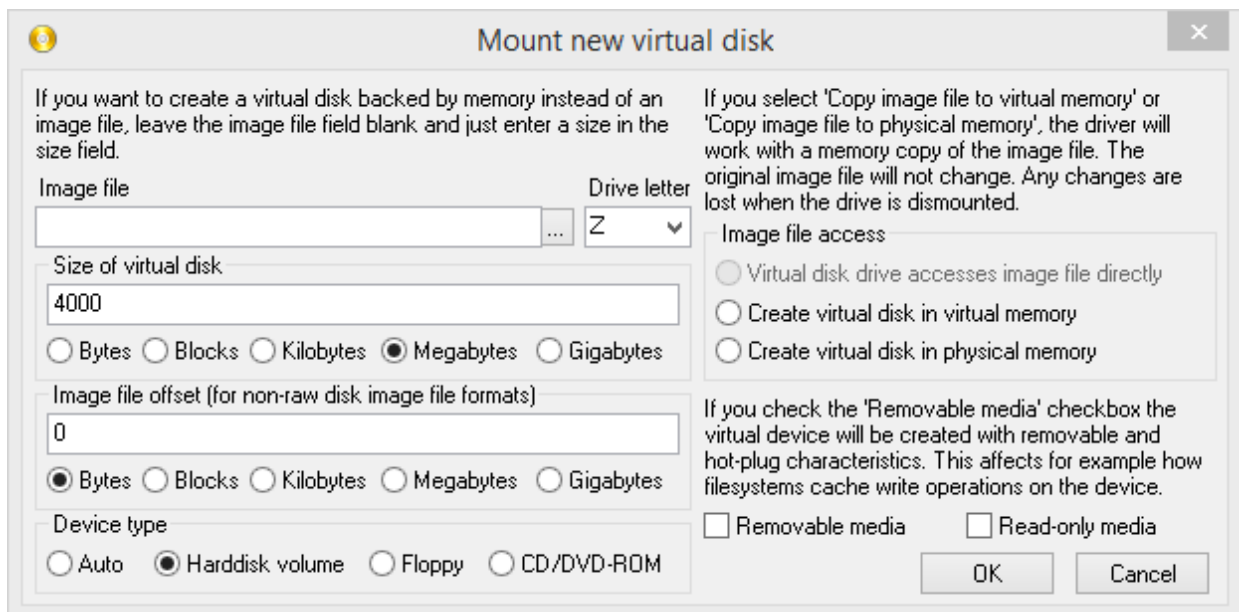 Mount new virtual disk
If you want to create a virtual disk backed by memory instead of an
image file, leave the image file field blank and just enter a size in the
size field.
Image file
Drive letter
...
Z
Size of virtual disk
4000
Bytes Blocks Kilobytes Megabytes Gigabytes
Image file offset (for non-raw disk image file formats)
0
Bytes Blocks Kilobytes Megabytes Gigabytes
Device type
Auto Harddisk volume Floppy CD/DVD-ROM
If you select 'Copy image file to virtual memory' or
'Copy image file to physical memory', the driver will
work with a memory copy of the image file. The
original image file will not change. Any changes are
lost when the drive is dismounted.
Image file access
Virtual disk drive accesses image file directly
Create virtual disk in virtual memory
Create virtual disk in physical memory
If you check the 'Removable media' checkbox the
virtual device will be created with removable and
hot-plug characteristics. This affects for example how
filesystems cache write operations on the device.
Removable media Read-only media
OK Cancel